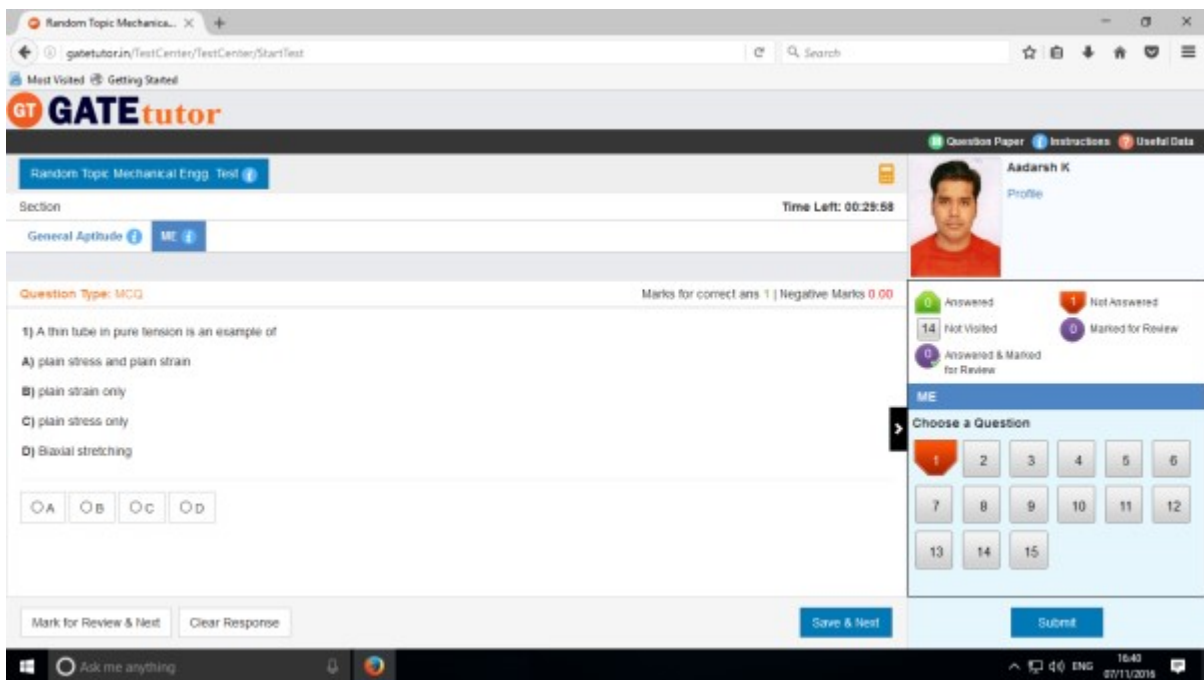 Random Topic Mechanica...
gatetutor.in/TestCenter/TestCenter/StartTest
Search
Most Visited Getting Started
GT GATEtutor
Question Paper Instructions Useful Data
Random Topic Mechanical Engg. Test
Aadarsh K
Profile
Section
Time Left: 00:29:58
General Aptitude ME
Question Type: MCQ
Marks for correct ans 1 | Negative Marks 0.00
1) A thin tube in pure tension is an example of
A) plain stress and plain strain
B) plain strain only
C) plain stress only
D) Biaxial stretching
A B C D
Mark for Review & Next Clear Response Save & Next
0 Answered 1 Not Answered
14 Not Visited 0 Marked for Review
0 Answered & Marked
for Review
ME
Choose a Question
1 2 3 4 5 6
7 8 9 10 11 12
13 14 15
Submit
Ask me anything
ENG
16:40
07/11/2016